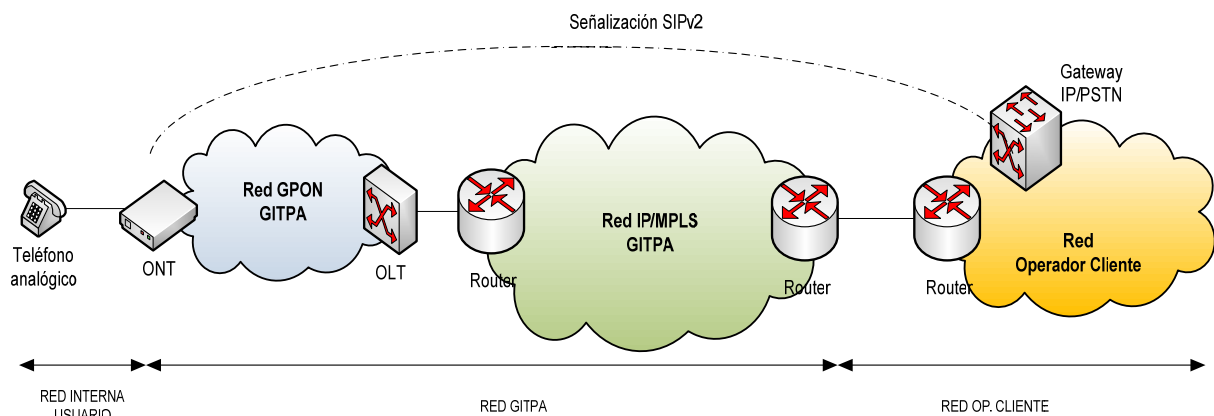 Señalización SIPv2
Gateway
IP/PSTN
Red GPON
GITPA
Red IP/MPLS
GITPA
Red
Operador Cliente
Teléfono
analógico
ONT
OLT
Router
Router
Router
RED INTERNA
USUARIO
RED GITPA
RED OP. CLIENTE